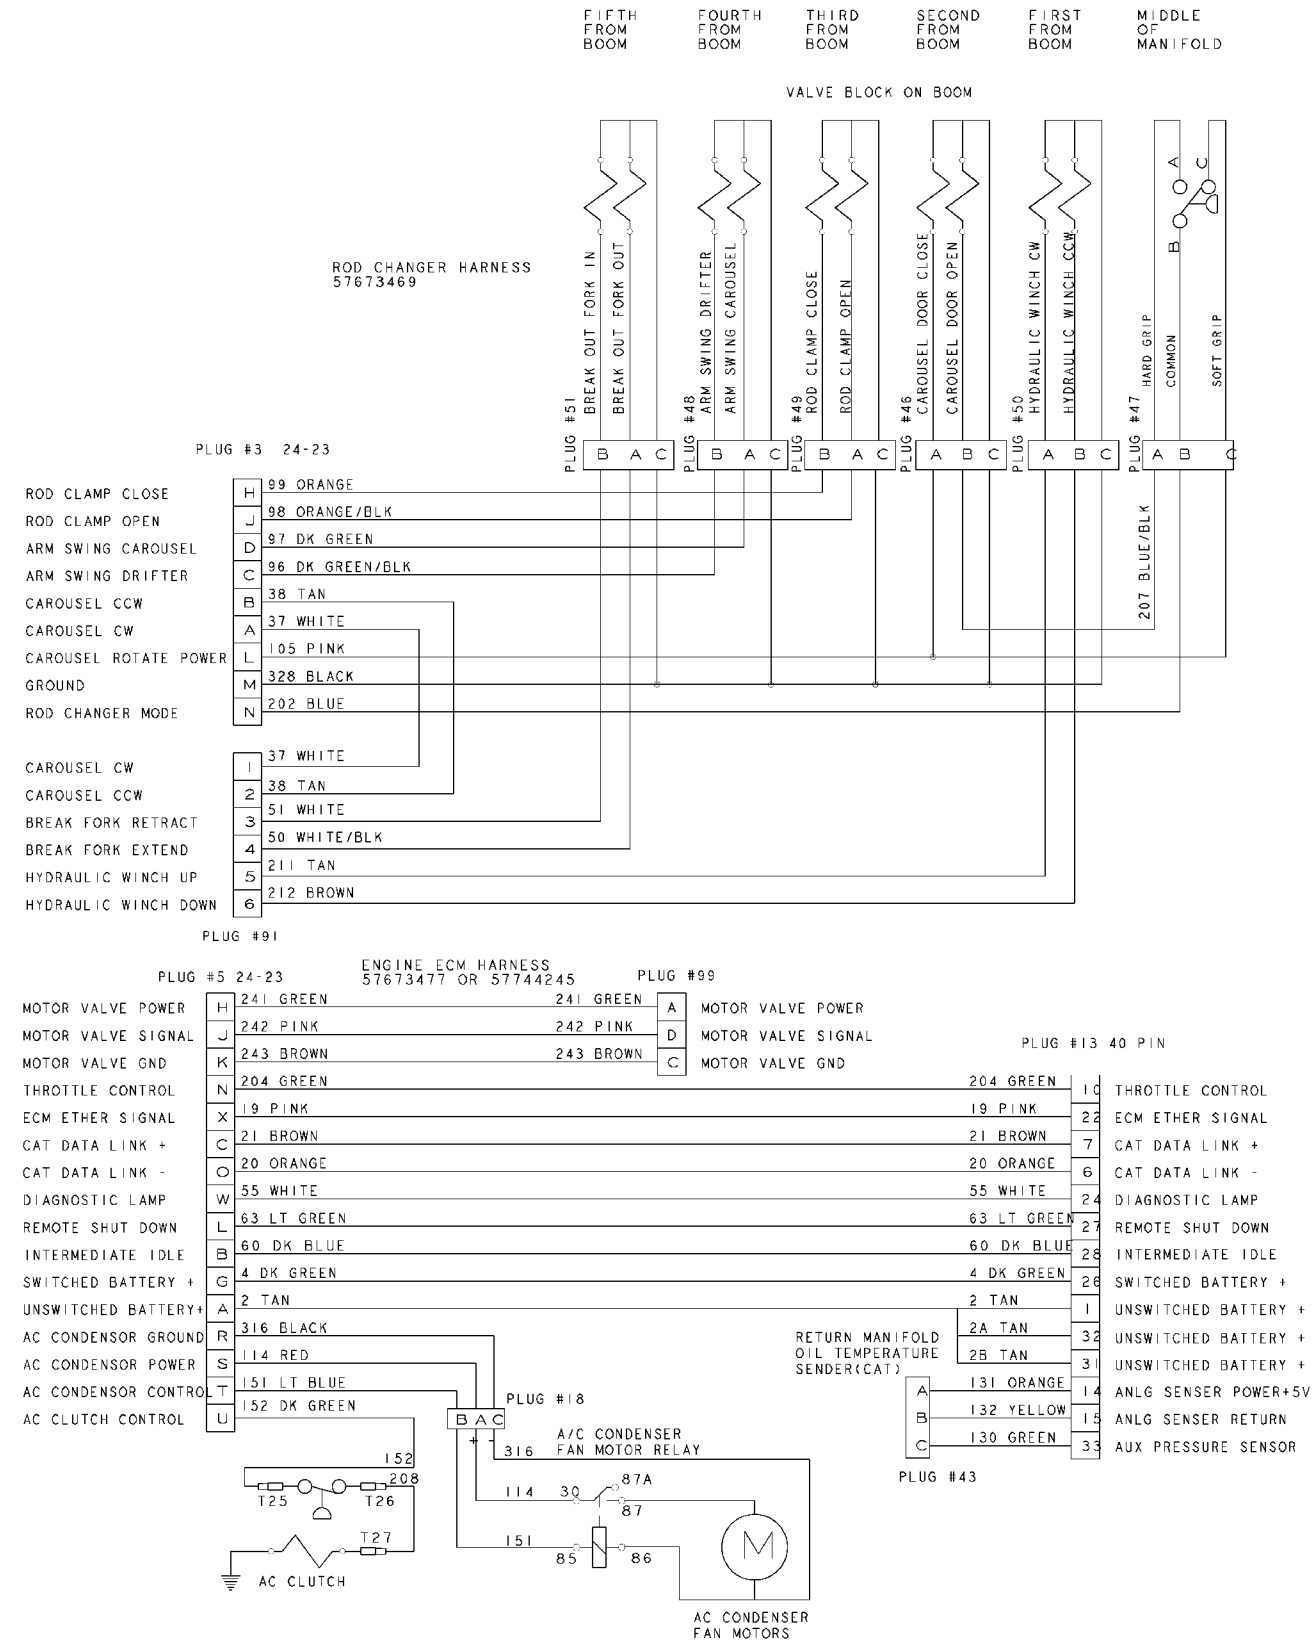 FIFTH FROM BOOM
FOURTH FROM BOOM
THIRD FROM BOOM
SECOND FROM BOOM
FIRST FROM BOOM
MIDDLE OF MANIFOLD
VALVE BLOCK ON BOOM
A
C
B
ROD CHANGER HARNESS
57673469
BREAK OUT FORK IN
BREAK OUT FORK OUT
ARM SWING DRIFTER
ARM SWING CAROUSEL
ROD CLAMP CLOSE
ROD CLAMP OPEN
CAROUSEL DOOR CLOSE
CAROUSEL DOOR OPEN
HYDRAULIC WINCH CW
HYDRAULIC WINCH CCW
HARD GRIP
COMMON
SOFT GRIP
PLUG #51
B A C
PLUG #48
B A C
PLUG #49
B A C
PLUG #46
A B C
PLUG #50
A B C
PLUG #47
A B C
207 BLUE/BLK
PLUG #3 24-23
ROD CLAMP CLOSE H 99 ORANGE
ROD CLAMP OPEN J 98 ORANGE/BLK
ARM SWING CAROUSEL D 97 DK GREEN
ARM SWING DRIFTER C 96 DK GREEN/BLK
CAROUSEL CCW B 38 TAN
CAROUSEL CW A 37 WHITE
CAROUSEL ROTATE POWER L 105 PINK
GROUND M 328 BLACK
ROD CHANGER MODE N 202 BLUE
CAROUSEL CW 1 37 WHITE
CAROUSEL CCW 2 38 TAN
BREAK FORK RETRACT 3 51 WHITE
BREAK FORK EXTEND 4 50 WHITE/BLK
HYDRAULIC WINCH UP 5 211 TAN
HYDRAULIC WINCH DOWN 6 212 BROWN
PLUG #91
ENGINE ECM HARNESS
57673477 OR 57744245
PLUG #5 24-23
PLUG #99
MOTOR VALVE POWER H 241 GREEN 241 GREEN A MOTOR VALVE POWER
MOTOR VALVE SIGNAL J 242 PINK 242 PINK D MOTOR VALVE SIGNAL
MOTOR VALVE GND K 243 BROWN 243 BROWN C MOTOR VALVE GND
PLUG #13 40 PIN
THROTTLE CONTROL N 204 GREEN 204 GREEN 10 THROTTLE CONTROL
ECM ETHER SIGNAL X 19 PINK 19 PINK 22 ECM ETHER SIGNAL
CAT DATA LINK + C 21 BROWN 21 BROWN 7 CAT DATA LINK +
CAT DATA LINK - O 20 ORANGE 20 ORANGE 6 CAT DATA LINK -
DIAGNOSTIC LAMP W 55 WHITE 55 WHITE 24 DIAGNOSTIC LAMP
REMOTE SHUT DOWN L 63 LT GREEN 63 LT GREEN 27 REMOTE SHUT DOWN
INTERMEDIATE IDLE B 60 DK BLUE 60 DK BLUE 28 INTERMEDIATE IDLE
SWITCHED BATTERY + G 4 DK GREEN 4 DK GREEN 26 SWITCHED BATTERY +
UNSWITCHED BATTERY+ A 2 TAN 2 TAN 1 UNSWITCHED BATTERY +
AC CONDENSOR GROUND R 316 BLACK
2A TAN 32 UNSWITCHED BATTERY +
AC CONDENSOR POWER S 114 RED
2B TAN 31 UNSWITCHED BATTERY +
RETURN MANIFOLD
OIL TEMPERATURE
SENDER(CAT)
AC CONDENSOR CONTROL T 151 LT BLUE
A 131 ORANGE 14 ANLG SENSER POWER+5V
AC CLUTCH CONTROL U 152 DK GREEN
B 132 YELLOW 15 ANLG SENSER RETURN
C 130 GREEN 33 AUX PRESSURE SENSOR
PLUG #43
PLUG #18
B A C
+ -
A/C CONDENSER
FAN MOTOR RELAY
316
152
208
T25
T26
T27
AC CLUTCH
114 30 87A
87
151
85 86
M
AC CONDENSER
FAN MOTORS